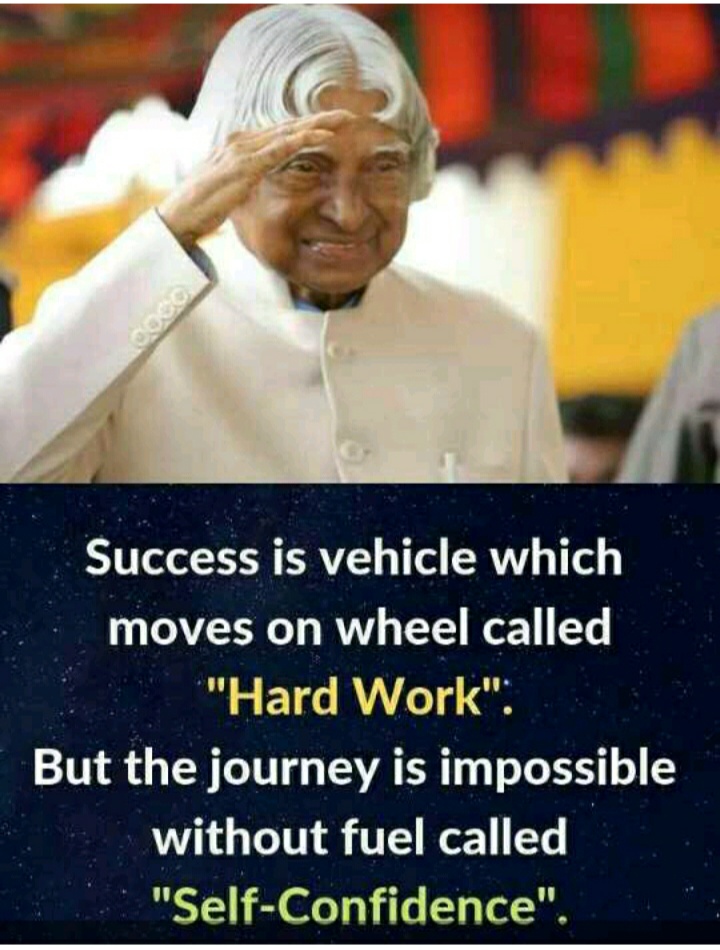 Success is vehicle which
moves on wheel called
"Hard Work".
But the journey is impossible
without fuel called
"Self-Confidence".